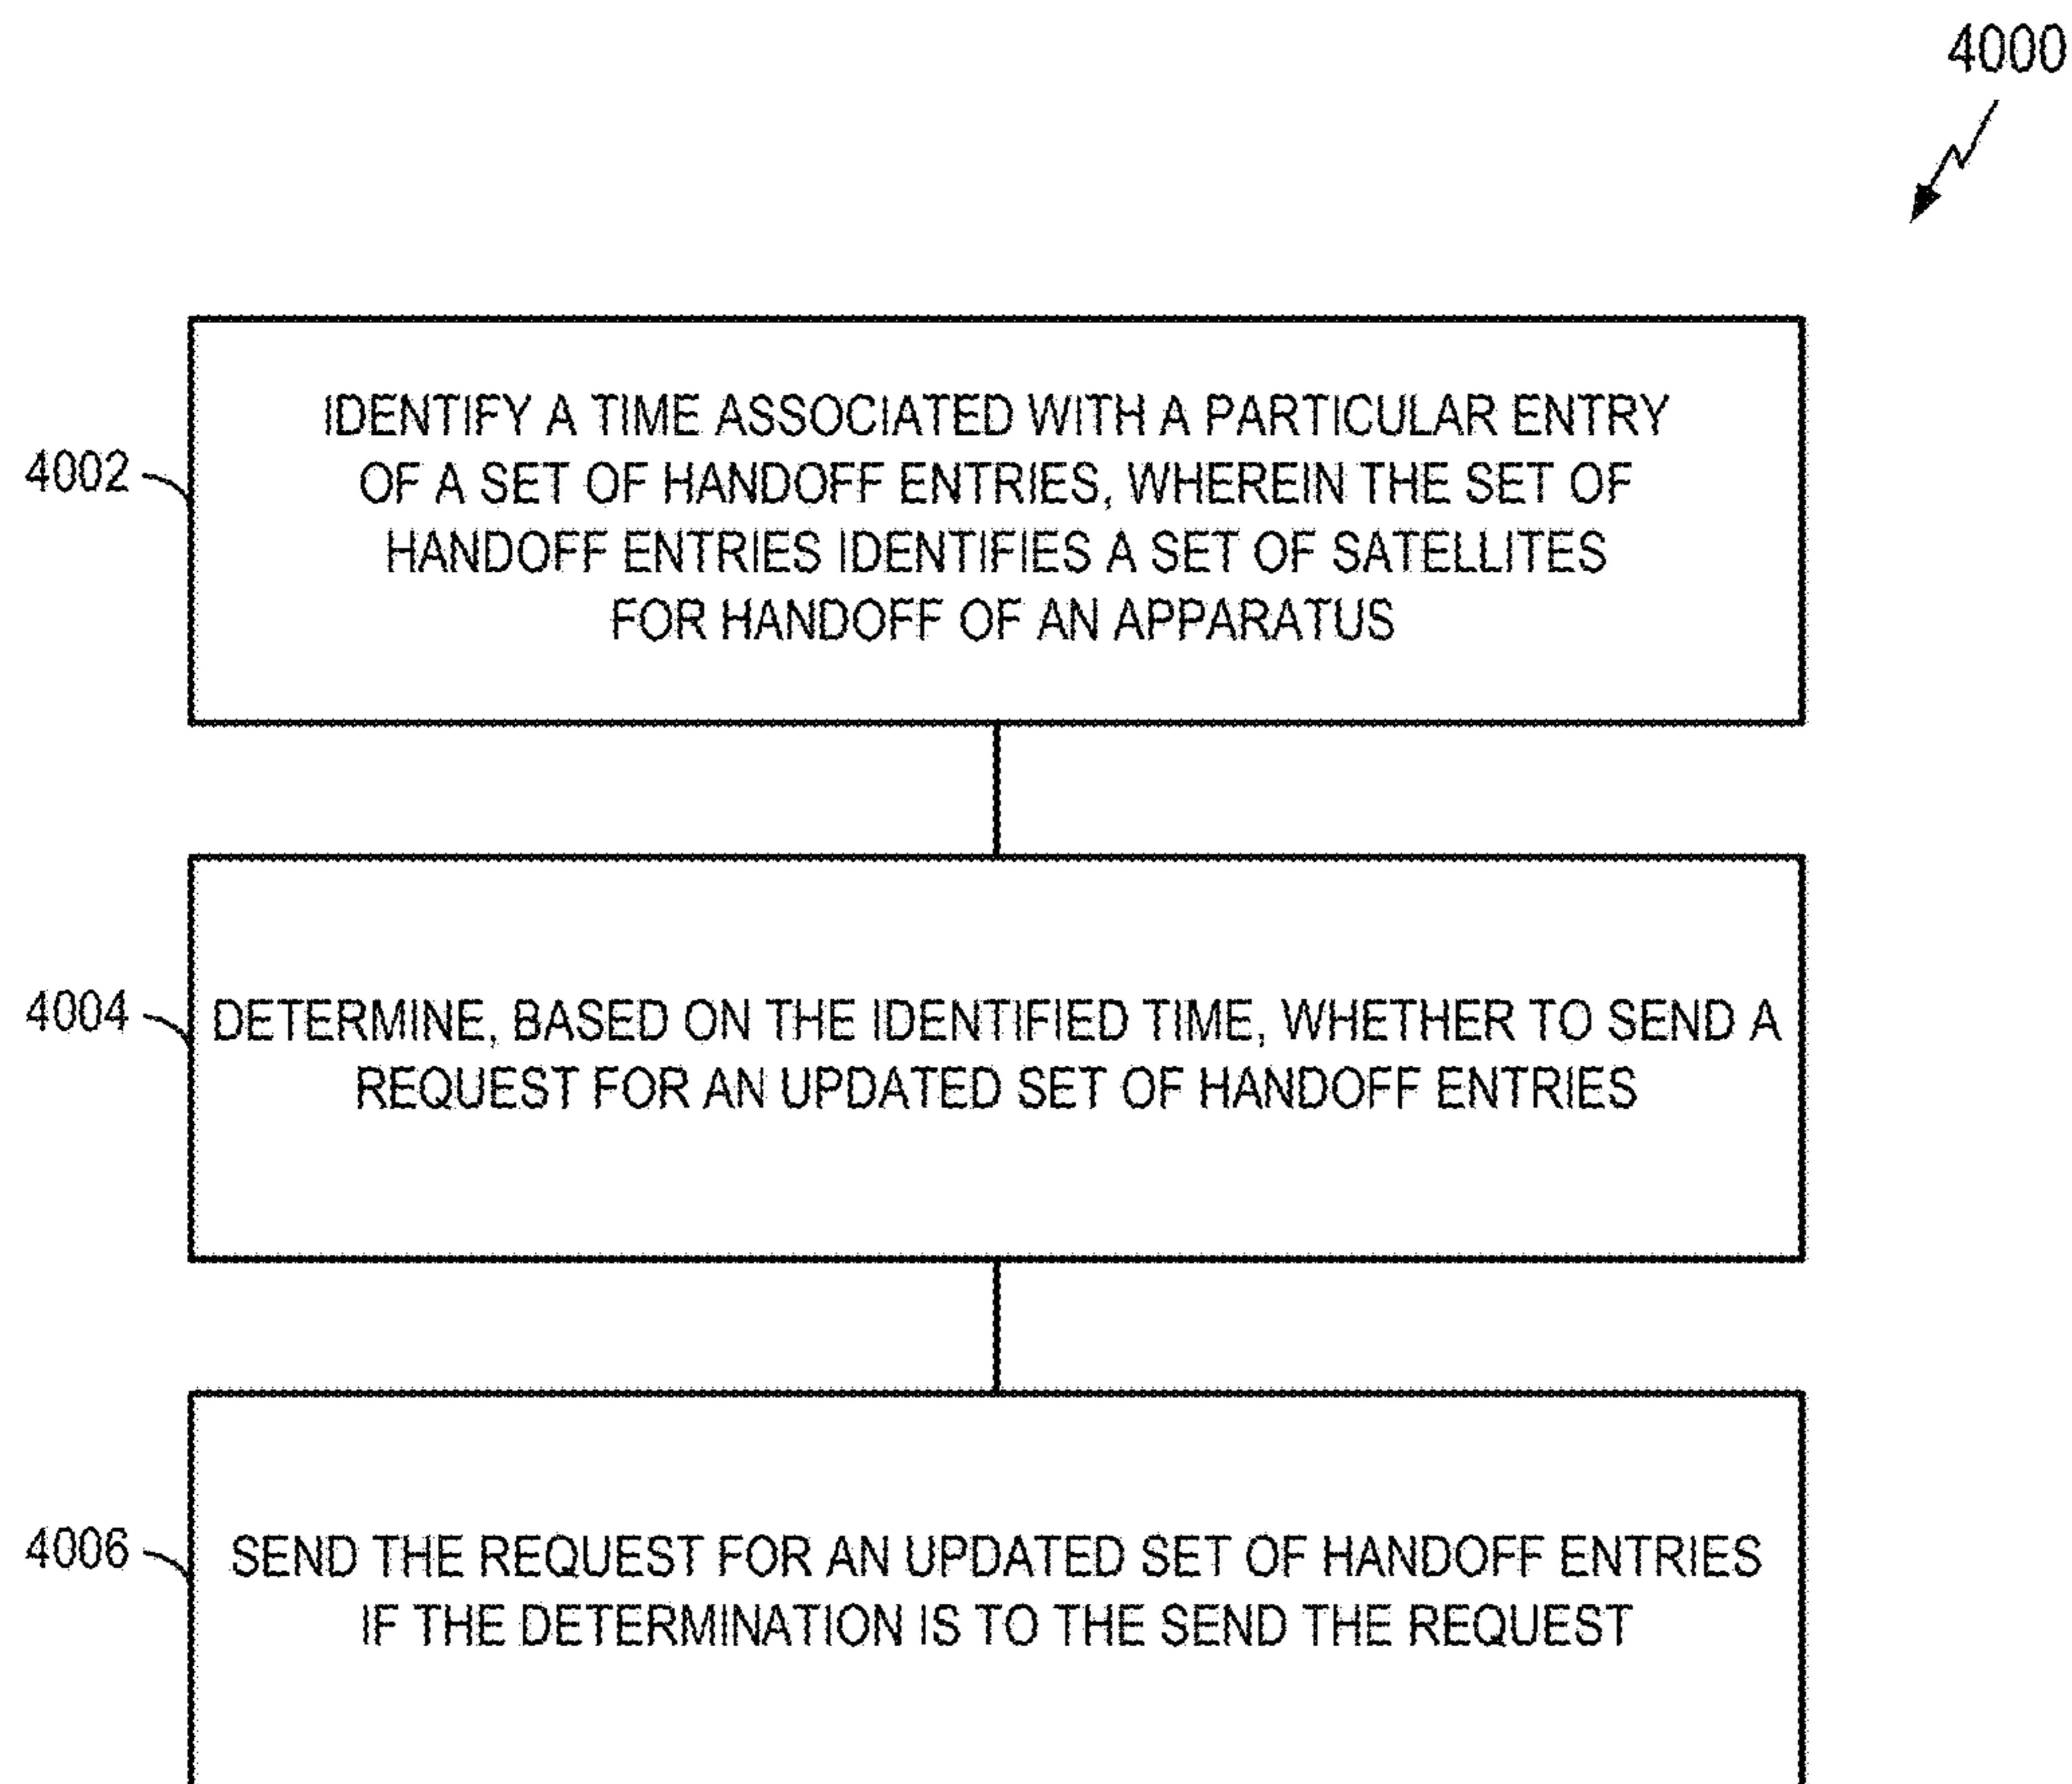 4000
4002
IDENTIFY A TIME ASSOCIATED WITH A PARTICULAR ENTRY
OF A SET OF HANDOFF ENTRIES, WHEREIN THE SET OF
HANDOFF ENTRIES IDENTIFIES A SET OF SATELLITES
FOR HANDOFF OF AN APPARATUS
4004
DETERMINE, BASED ON THE IDENTIFIED TIME, WHETHER TO SEND A
REQUEST FOR AN UPDATED SET OF HANDOFF ENTRIES
4006
SEND THE REQUEST FOR AN UPDATED SET OF HANDOFF ENTRIES
IF THE DETERMINATION IS TO THE SEND THE REQUEST